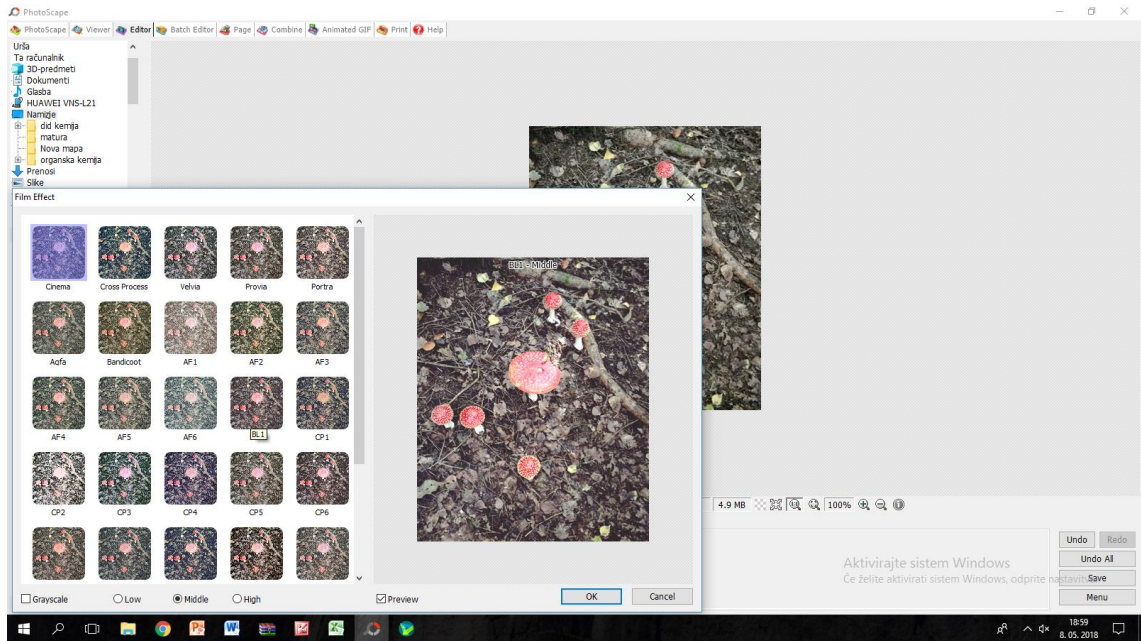 PhotoScape
PhotoScape Viewer Editor Batch Editor Page Combine Animated GIF Print Help
Urša
Ta računalnik
3D-predmeti
Dokumenti
Glasba
HUAWEI VNS-L21
Namizje
did kemija
matura
Nova mapa
organska kemija
Prenosi
Slike
Film Effect
Cinema Cross Process Velvia Provia Portra
Agfa Bandicoot AF1 AF2 AF3
AF4 AF5 AF6 BL1 CP1
CP2 CP3 CP4 CP5 CP6
BL1 - Middle
Grayscale Low Middle High Preview OK Cancel
4.9 MB 100%
Undo Redo
Undo All
Save
Menu
Aktivirajte sistem Windows
Če želite aktivirati sistem Windows, odprite
18:59
8. 05. 2018